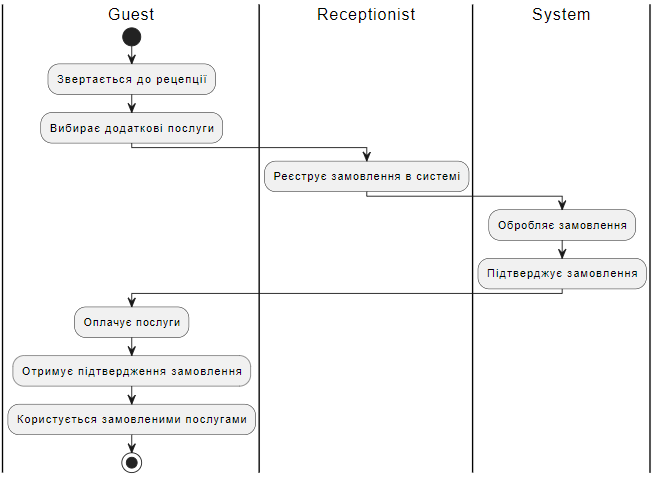 Guest
Receptionist
System
Звертається до рецепції
Вибирає додаткові послуги
Реєструє замовлення в системі
Обробляє замовлення
Підтверджує замовлення
Оплачує послуги
Отримує підтвердження замовлення
Користується замовленими послугами